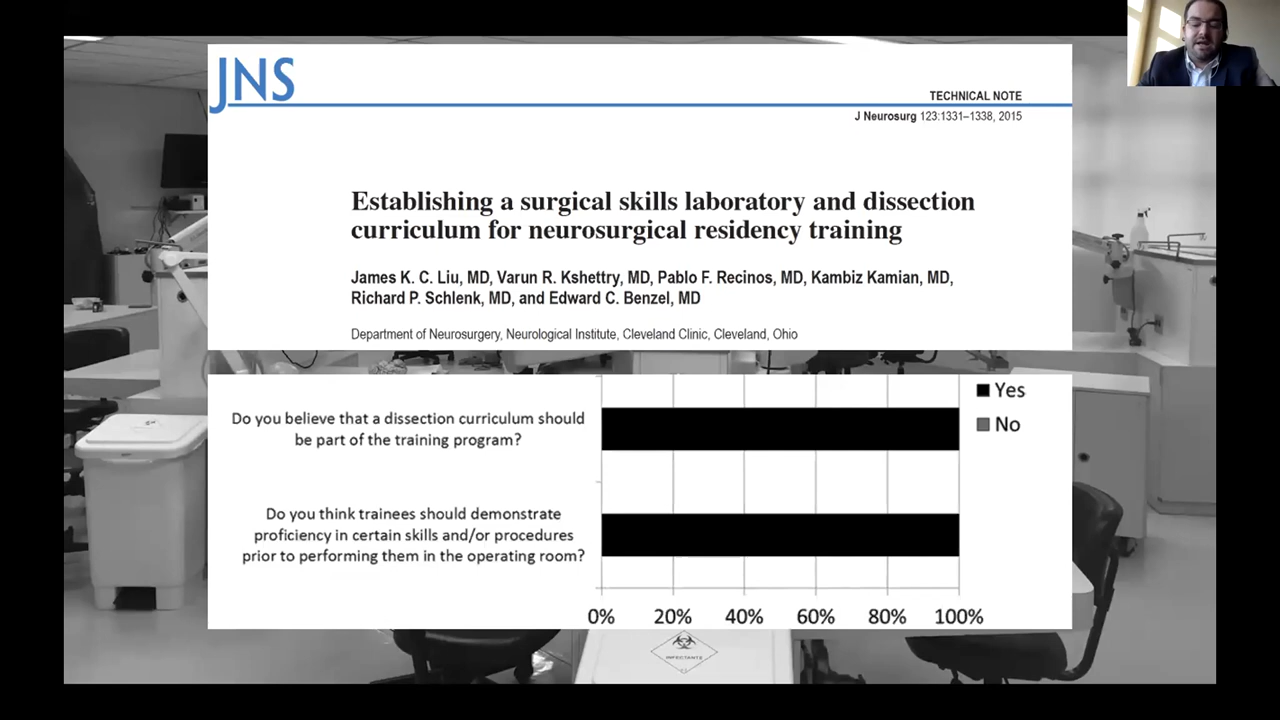 JNS
TECHNICAL NOTE
J Neurosurg 123:1331–1338, 2015
Establishing a surgical skills laboratory and dissection
curriculum for neurosurgical residency training
James K. C. Liu, MD, Varun R. Kshettry, MD, Pablo F. Recinos, MD, Kambiz Kamian, MD,
Richard P. Schlenk, MD, and Edward C. Benzel, MD
Department of Neurosurgery, Neurological Institute, Cleveland Clinic, Cleveland, Ohio
Do you believe that a dissection curriculum should
be part of the training program?
Do you think trainees should demonstrate
proficiency in certain skills and/or procedures
prior to performing them in the operating room?
Yes
No
0% 20% 40% 60% 80% 100%
INFECTANTE